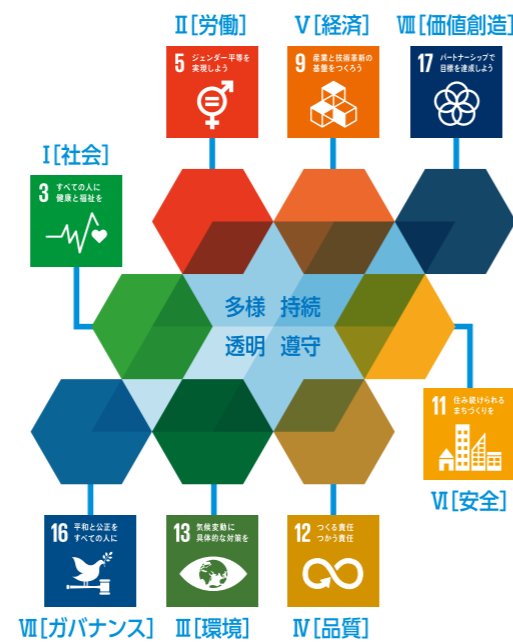 Ⅱ[労働]
Ⅴ[経済]
Ⅷ[価値創造]
5 ジェンダー平等を
実現しよう
9 産業と技術革新の
基盤をつくろう
17 パートナーシップで
目標を達成しよう
Ⅰ[社会]
3 すべての人に
健康と福祉を
多様 持続
透明 遵守
11 住み続けられる
まちづくりを
Ⅵ[安全]
16 平和と公正を
すべての人に
13 気候変動に
具体的な対策を
12 つくる責任
つかう責任
Ⅶ[ガバナンス]
Ⅲ[環境]
Ⅳ[品質]